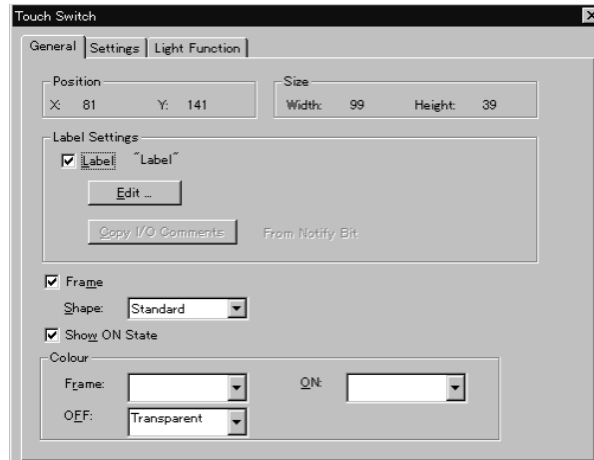 Touch Switch
General Settings Light Function
Position Size
X: 81 Y: 141 Width: 99 Height: 39
Label Settings
Label "Label"
Edit ...
Copy I/O Comments From Notify Bit
Frame
Shape: Standard
Show ON State
Colour
Frame: ON:
OFF: Transparent